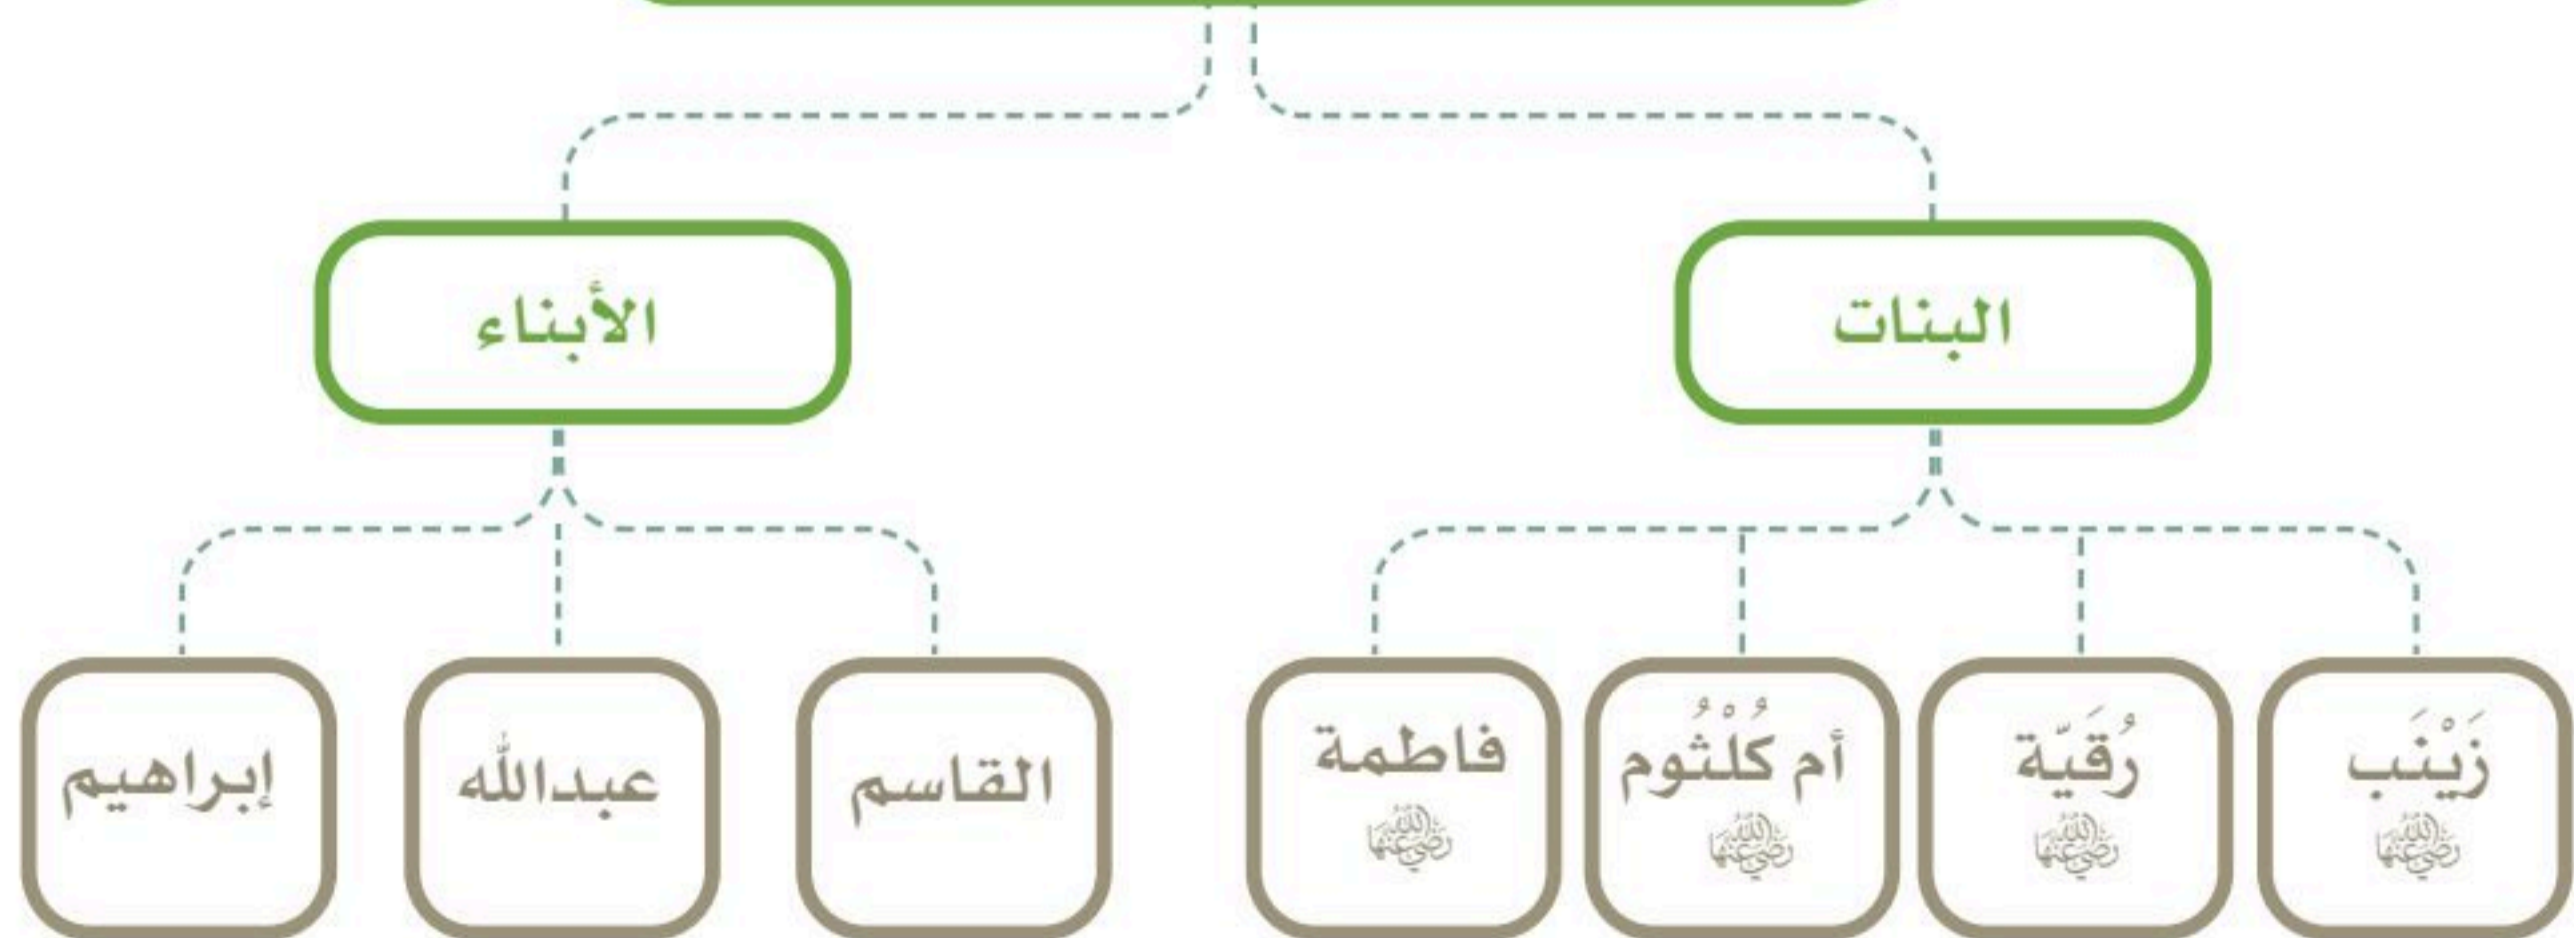 البنات
الأبناء
زَيْنَب
رضي الله عنها
رُقَيّة
رضي الله عنها
أم كُلْثُوم
رضي الله عنها
فاطمة
رضي الله عنها
القاسم
عبدالله
إبراهيم